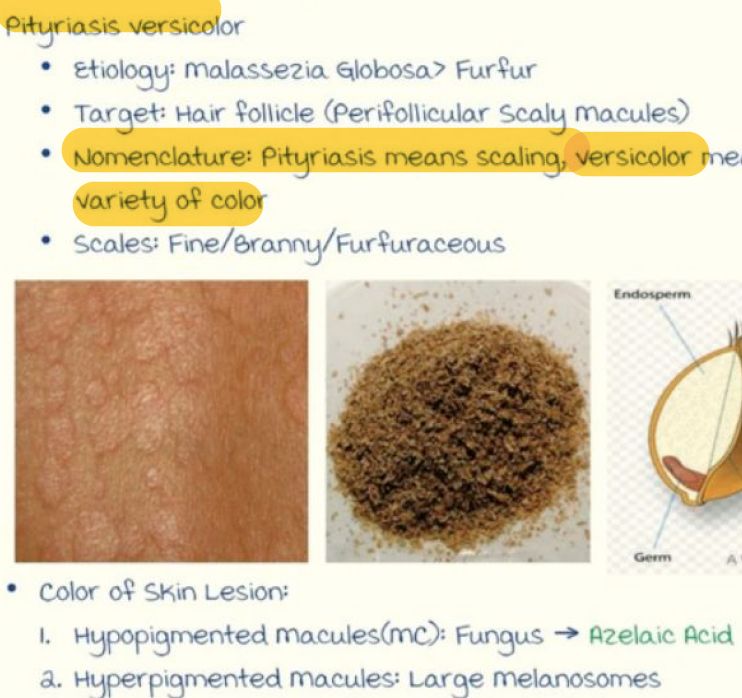 Pityriasis versicolor
• Etiology: Malassezia Globosa> Furfur
• Target: Hair follicle (Perifollicular Scaly macules)
• Nomenclature: Pityriasis means scaling, versicolor
variety of color
• Scales: Fine/Branny/Furfuraceous
Endosperm
Germ
• Color of Skin Lesion:
1. Hypopigmented macules(MC): Fungus → Azelaic Acid
2. Hyperpigmented macules: Large melanosomes